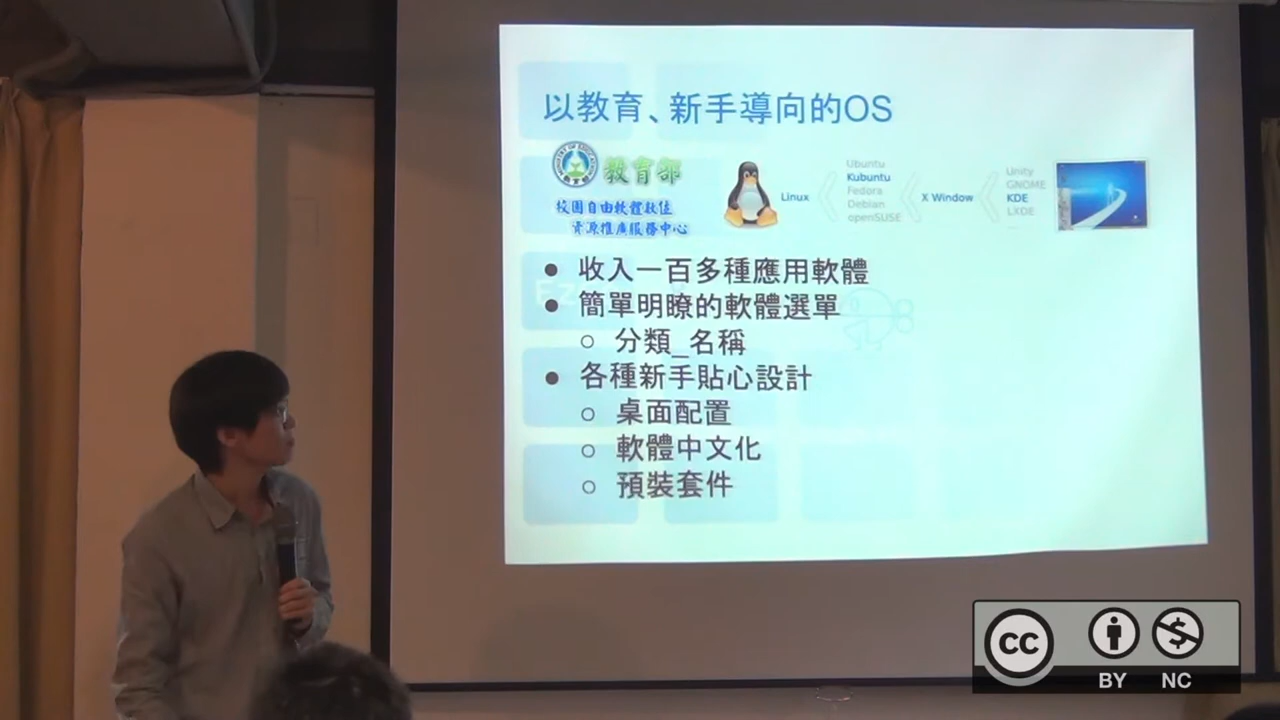 以教育、新手導向的OS
教育部
校園自由軟體數位
資源推廣服務中心
Linux
Ubuntu
Kubuntu
Fedora
Debian
openSUSE
X Window
Unity
GNOME
KDE
LXDE
● 收入一百多種應用軟體
● 簡單明瞭的軟體選單
○ 分類_名稱
● 各種新手貼心設計
○ 桌面配置
○ 軟體中文化
○ 預裝套件
CC
BY NC